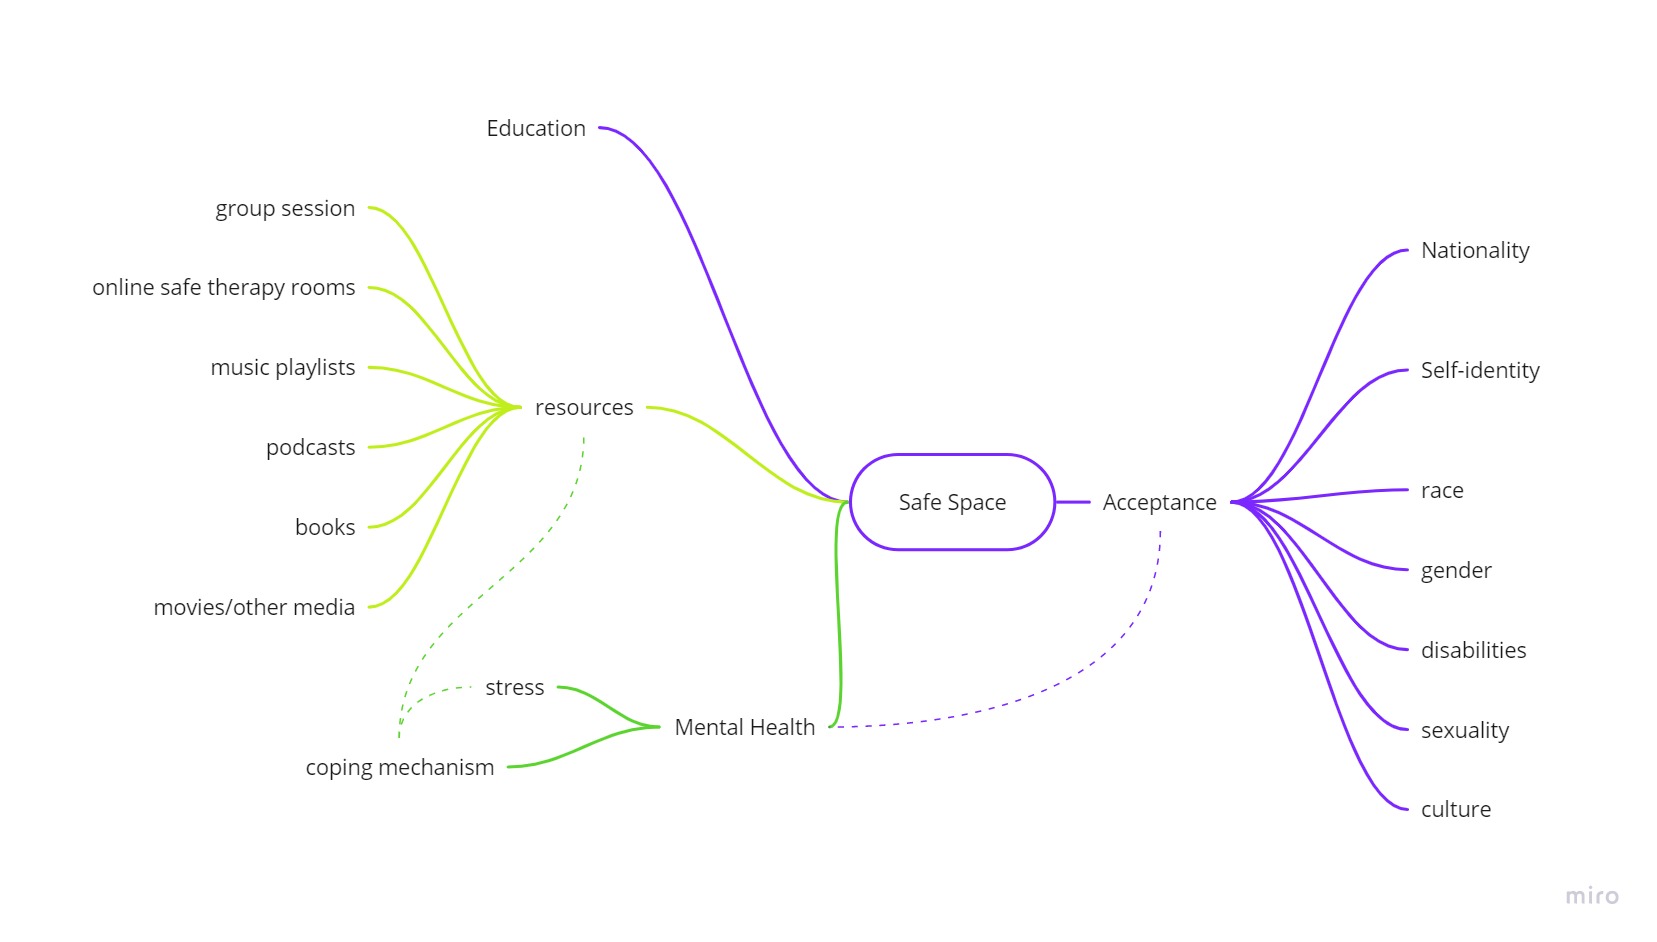 Education
group session
online safe therapy rooms
music playlists
resources
podcasts
books
movies/other media
Safe Space
Acceptance
Nationality
Self-identity
race
gender
disabilities
sexuality
culture
stress
Mental Health
coping mechanism
miro